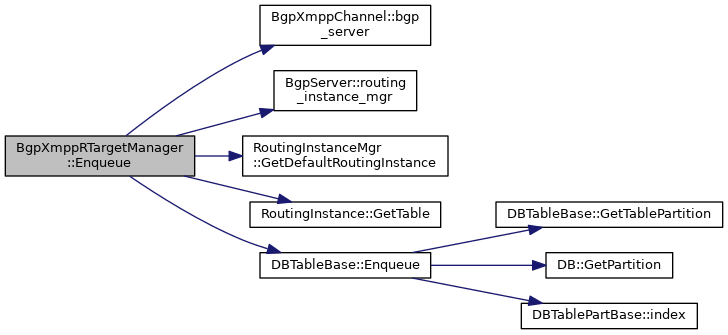 BgpXmppChannel::bgp
_server
BgpServer::routing
_instance_mgr
BgpXmppRTargetManager
::Enqueue
RoutingInstanceMgr
::GetDefaultRoutingInstance
RoutingInstance::GetTable
DBTableBase::Enqueue
DBTableBase::GetTablePartition
DB::GetPartition
DBTablePartBase::index